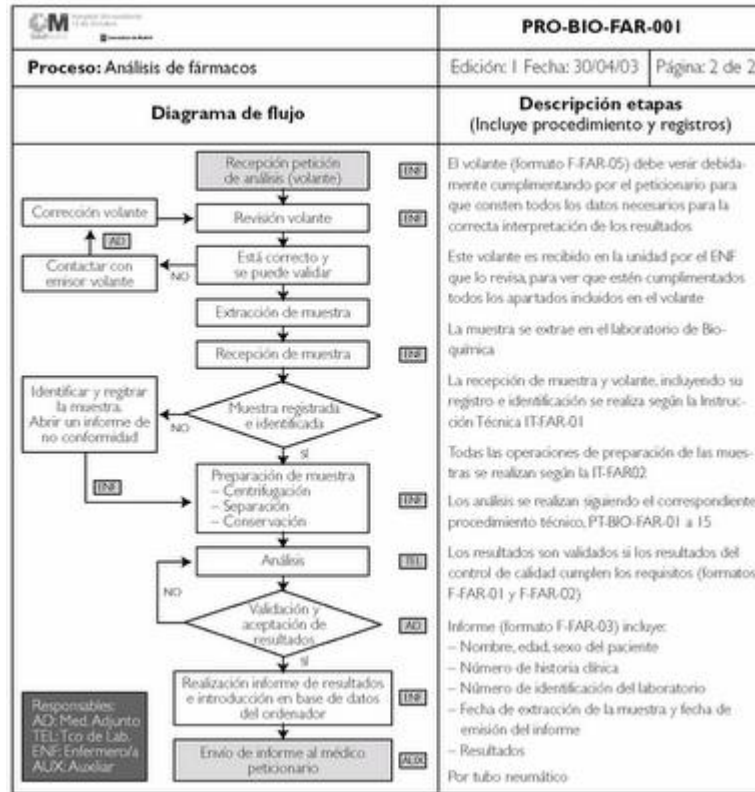 PRO-BIO-FAR-001
Proceso: Análisis de fármacos
Edición: 1 Fecha: 30/04/03
Página: 2 de 2
Diagrama de flujo
Descripción etapas
(Incluye procedimiento y registros)
Recepción petición
de análisis (volante)
ENF
Corrección volante
Revisión volante
ENF
AD
Contactar con
emisor volante
NO
Está correcto y
se puede validar
Extracción de muestra
Recepción de muestra
ENF
Identificar y regitrar
la muestra.
Abrir un informe de
no conformidad
NO
Muestra registrada
e identificada
SÍ
ENF
Preparación de muestra
– Centrifugación
– Separación
– Conservación
ENF
Análisis
TEL
NO
Validación y
aceptación de
resultados
AD
SÍ
Realización informe de resultados
e introducción en base de datos
del ordenador
ENF
Envío de informe al médico
peticionario
AUX
Responsables:
AD: Med. Adjunto
TEL: Tco de Lab.
ENF: Enfermero/a
AUX: Auxiliar
El volante (formato F-FAR-05) debe venir debida-
mente cumplimentando por el peticionario para
que consten todos los datos necesarios para la
correcta interpretación de los resultados
Este volante es recibido en la unidad por el ENF
que lo revisa, para ver que estén cumplimentados
todos los apartados incluidos en el volante
La muestra se extrae en el laboratorio de Bio-
química
La recepción de muestra y volante, incluyendo su
registro e identificación se realiza según la Instruc-
ción Técnica IT-FAR-01
Todas las operaciones de preparación de las mues-
tras se realizan según la IT-FAR02
Los análisis se realizan siguiendo el correspondiente
procedimiento técnico, PT-BIO-FAR-01 a 15
Los resultados son validados si los resultados del
control de calidad cumplen los requisitos (formatos
F-FAR-01 y F-FAR-02)
Informe (formato F-FAR-03) incluye:
– Nombre, edad, sexo del paciente
– Número de historia clínica
– Número de identificación del laboratorio
– Fecha de extracción de la muestra y fecha de
emisión del informe
– Resultados
Por tubo neumático